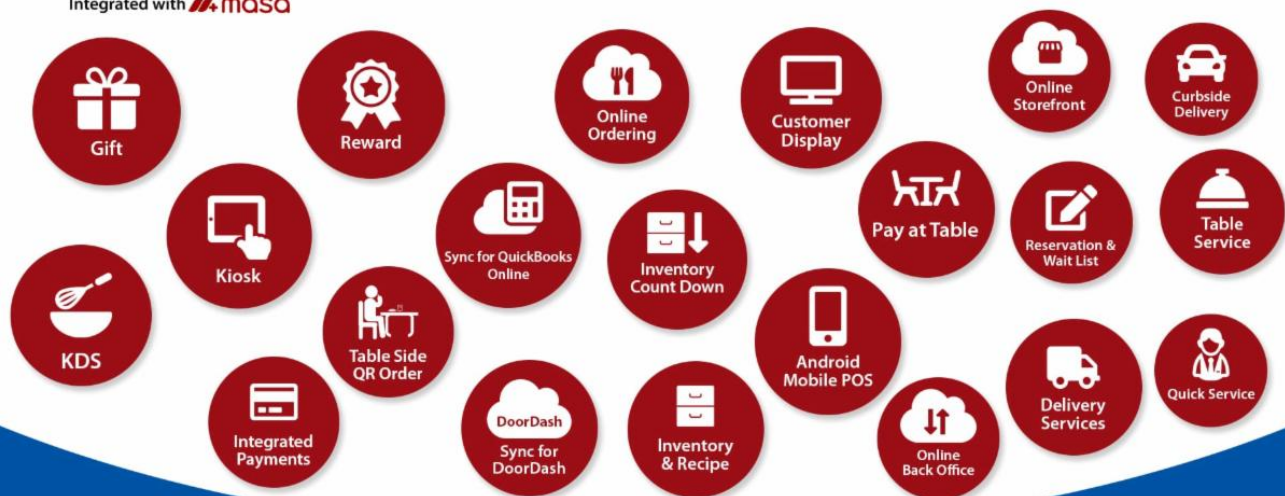 Integrated with masa
Gift
Reward
Online
Ordering
Customer
Display
Online
Storefront
Curbside
Delivery
Kiosk
Sync for QuickBooks
Online
Inventory
Count Down
Pay at Table
Reservation &
Wait List
Table
Service
KDS
Table Side
QR Order
Android
Mobile POS
Integrated
Payments
DoorDash
Sync for
DoorDash
Inventory
& Recipe
Online
Back Office
Delivery
Services
Quick Service